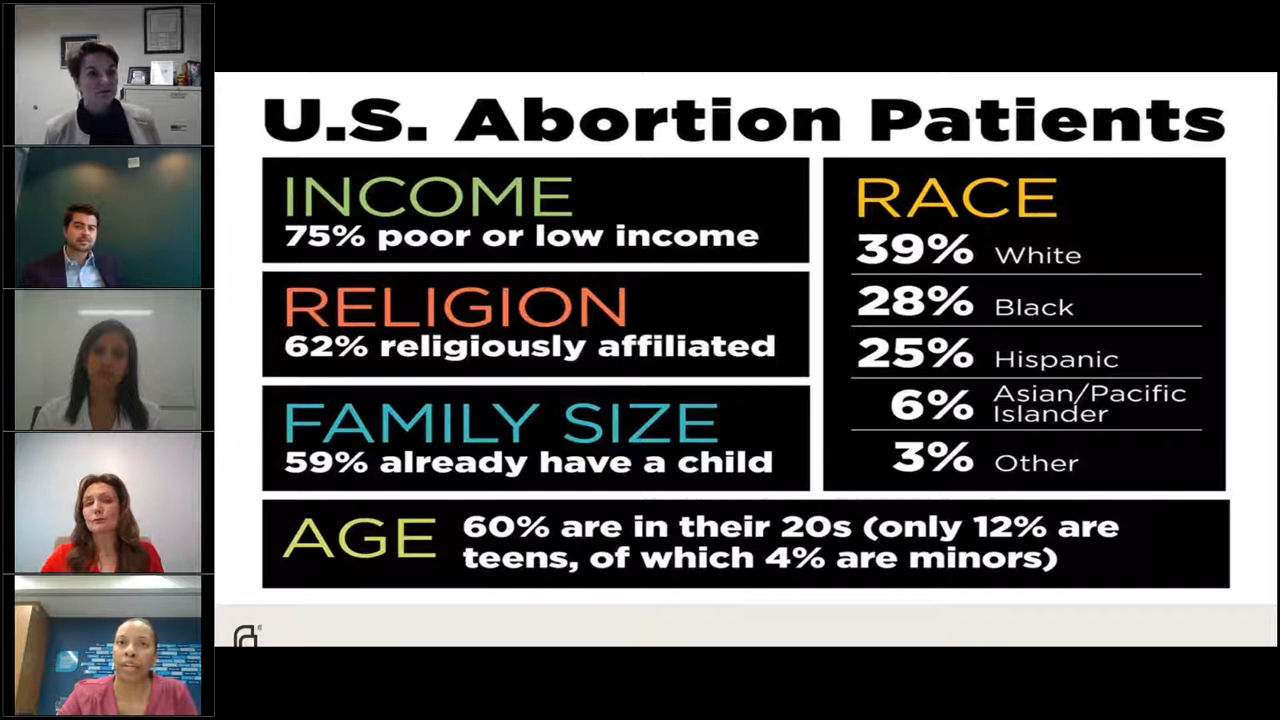 U.S. Abortion Patients
INCOME
75% poor or low income
RELIGION
62% religiously affiliated
FAMILY SIZE
59% already have a child
RACE
39% White
28% Black
25% Hispanic
6% Asian/Pacific
Islander
3% Other
AGE
60% are in their 20s (only 12% are
teens, of which 4% are minors)